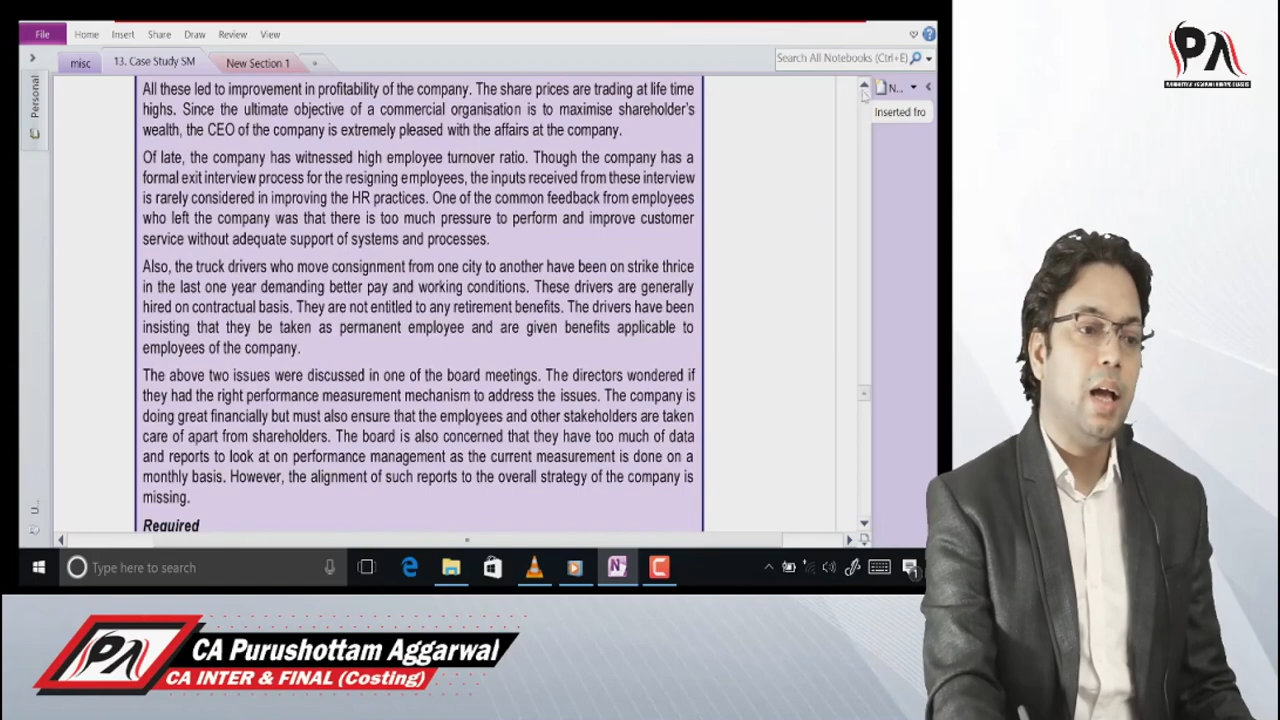 File Home Insert Share Draw Review View
misc 13. Case Study SM New Section 1 +
Search All Notebooks (Ctrl+E)
Personal
N...
Inserted fro
All these led to improvement in profitability of the company. The share prices are trading at life time
highs. Since the ultimate objective of a commercial organisation is to maximise shareholder's
wealth, the CEO of the company is extremely pleased with the affairs at the company.
Of late, the company has witnessed high employee turnover ratio. Though the company has a
formal exit interview process for the resigning employees, the inputs received from these interview
is rarely considered in improving the HR practices. One of the common feedback from employees
who left the company was that there is too much pressure to perform and improve customer
service without adequate support of systems and processes.
Also, the truck drivers who move consignment from one city to another have been on strike thrice
in the last one year demanding better pay and working conditions. These drivers are generally
hired on contractual basis. They are not entitled to any retirement benefits. The drivers have been
insisting that they be taken as permanent employee and are given benefits applicable to
employees of the company.
The above two issues were discussed in one of the board meetings. The directors wondered if
they had the right performance measurement mechanism to address the issues. The company is
doing great financially but must also ensure that the employees and other stakeholders are taken
care of apart from shareholders. The board is also concerned that they have too much of data
and reports to look at on performance management as the current measurement is done on a
monthly basis. However, the alignment of such reports to the overall strategy of the company is
missing.
Required
U...
Type here to search
1
PA
PA
CA Purushottam Aggarwal
CA INTER & FINAL (Costing)